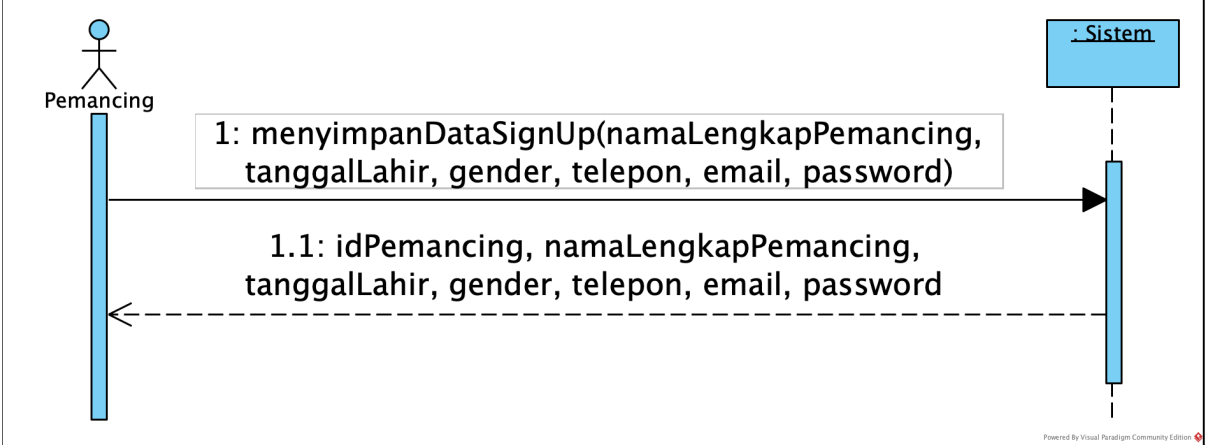 : Sistem
Pemancing
1: menyimpanDataSignUp(namaLengkapPemancing,
tanggalLahir, gender, telepon, email, password)
1.1: idPemancing, namaLengkapPemancing,
tanggalLahir, gender, telepon, email, password
Powered By Visual Paradigm Community Edition